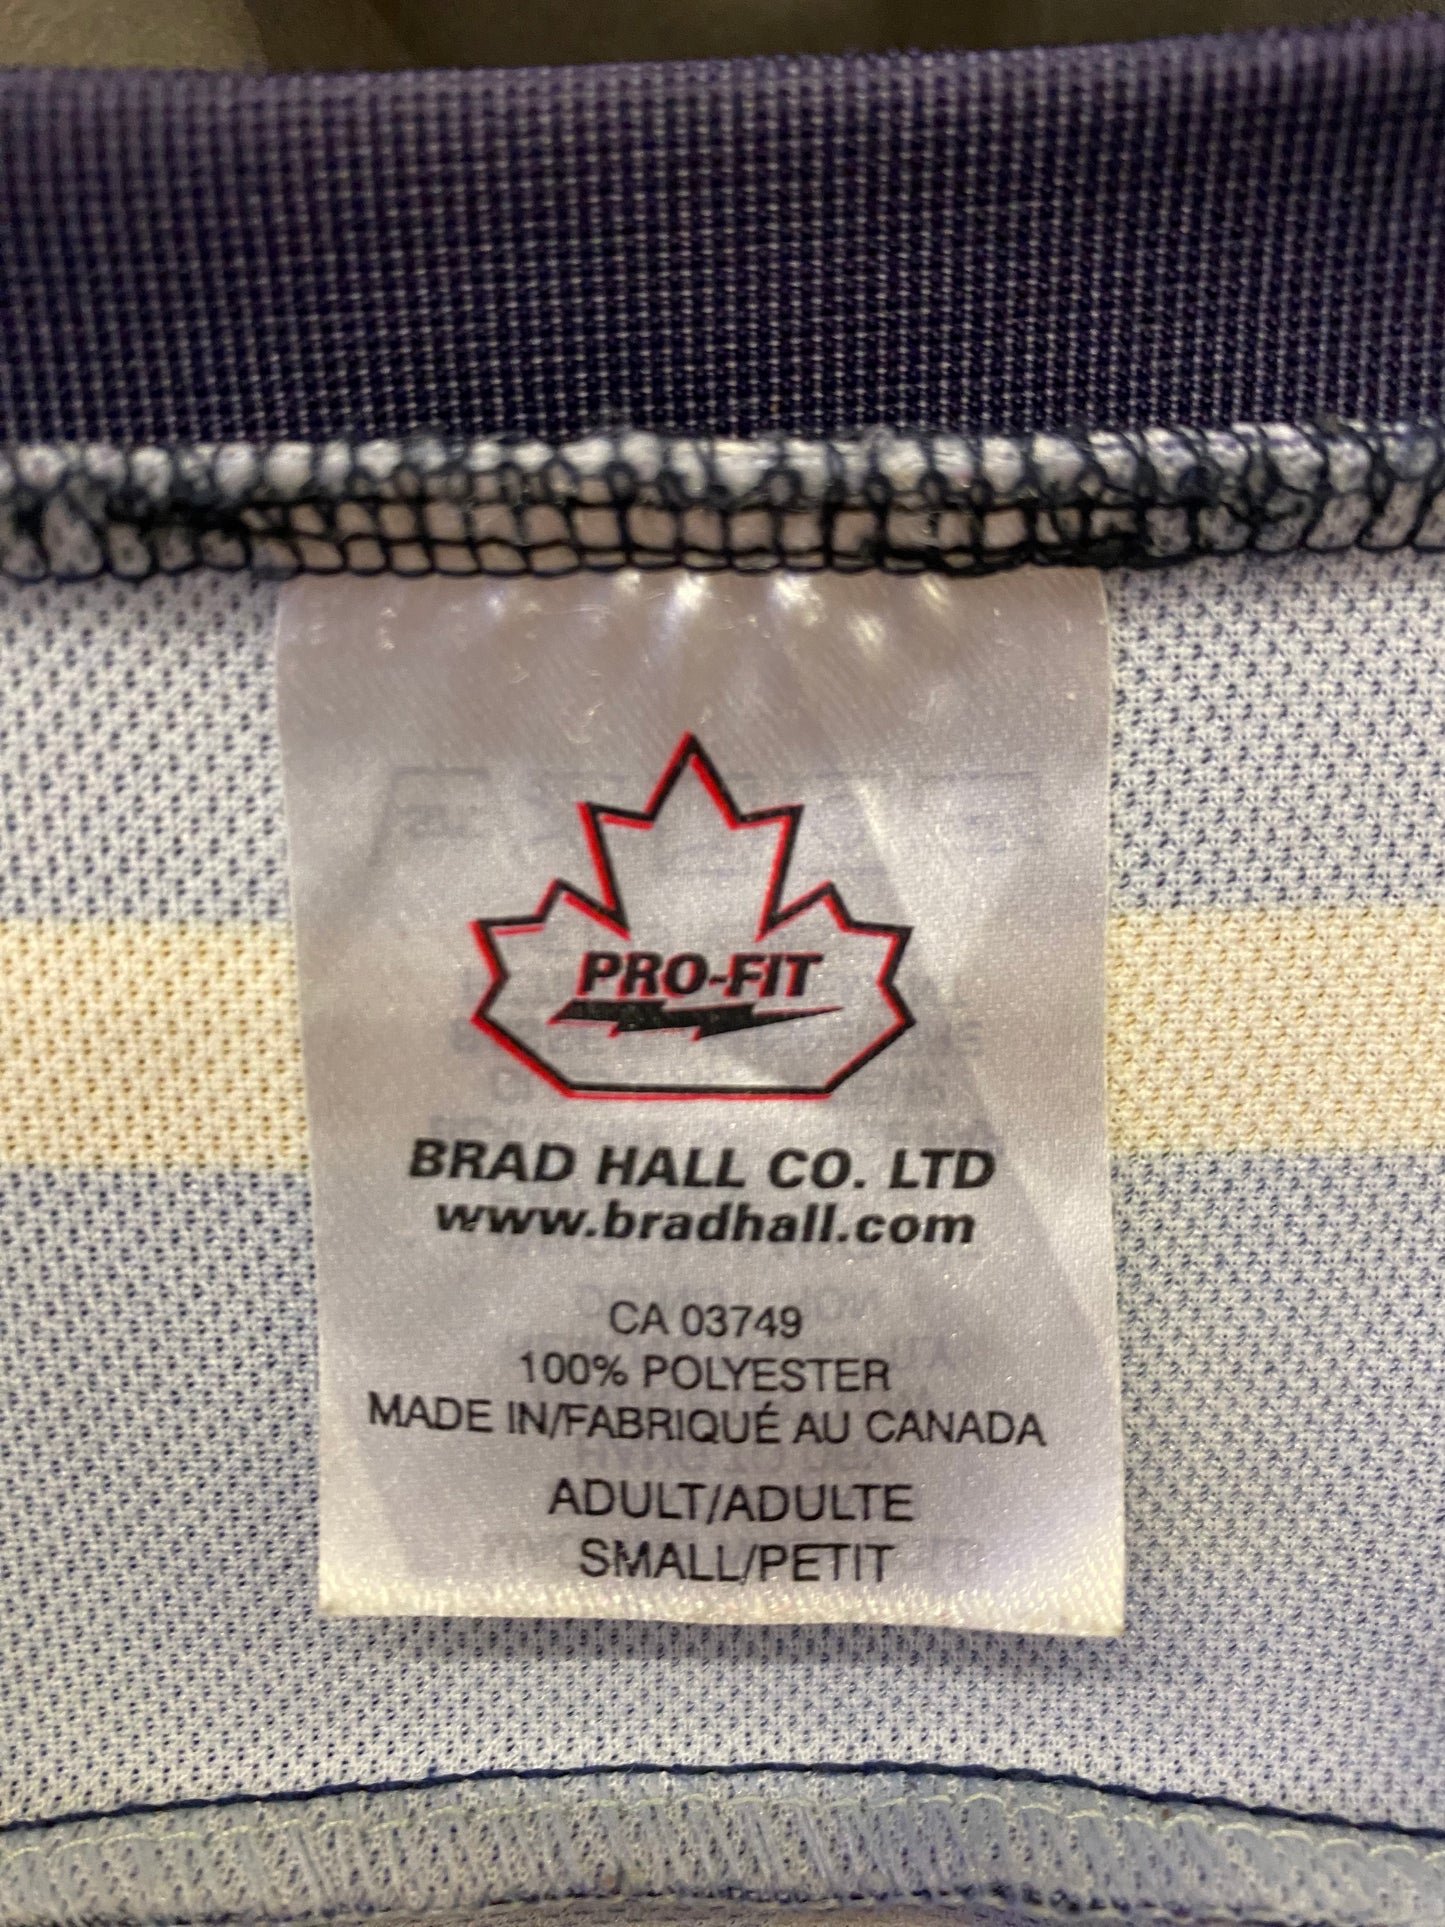 PRO-FIT
BRAD HALL CO. LTD
www.bradhall.com
CA 03749
100% POLYESTER
MADE IN/FABRIQUÉ AU CANADA
ADULT/ADULTE
SMALL/PETIT